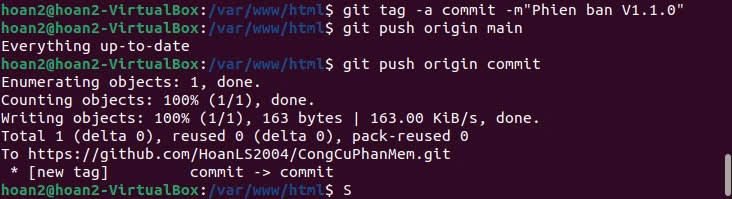 hoan2@hoan2-VirtualBox:/var/www/html$ git tag -a commit -m"Phien ban V1.1.0"
hoan2@hoan2-VirtualBox:/var/www/html$ git push origin main
Everything up-to-date
hoan2@hoan2-VirtualBox:/var/www/html$ git push origin commit
Enumerating objects: 1, done.
Counting objects: 100% (1/1), done.
Writing objects: 100% (1/1), 163 bytes | 163.00 KiB/s, done.
Total 1 (delta 0), reused 0 (delta 0), pack-reused 0
To https://github.com/HoanLS2004/CongCuPhanMem.git
 * [new tag]         commit -> commit
hoan2@hoan2-VirtualBox:/var/www/html$ S